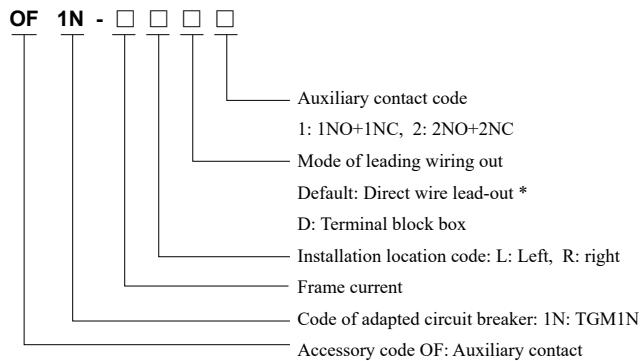 OF 1N - □ □ □ □
Auxiliary contact code
1: 1NO+1NC, 2: 2NO+2NC
Mode of leading wiring out
Default: Direct wire lead-out *
D: Terminal block box
Installation location code: L: Left, R: right
Frame current
Code of adapted circuit breaker: 1N: TGM1N
Accessory code OF: Auxiliary contact